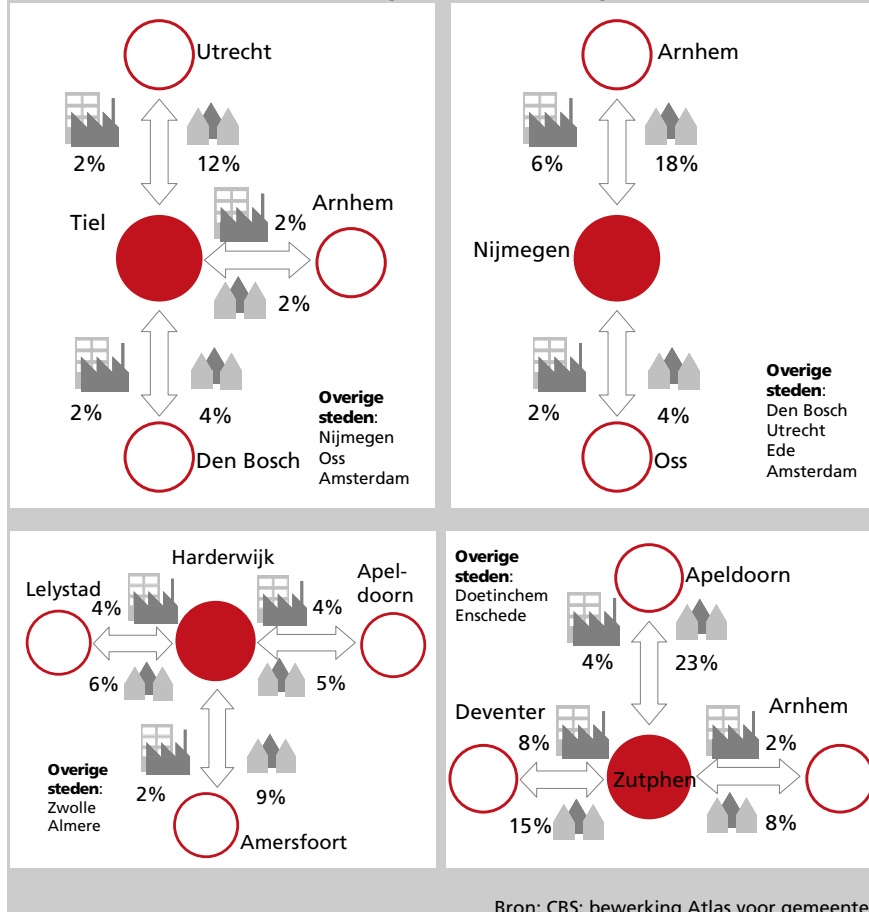 Utrecht
2%
12%
Tiel
Arnhem
2%
2%
2%
4%
Den Bosch
Overige
steden:
Nijmegen
Oss
Amsterdam
Arnhem
6%
18%
Nijmegen
2%
4%
Oss
Overige
steden:
Den Bosch
Utrecht
Ede
Amsterdam
Harderwijk
Lelystad
4%
6%
Apel-
doorn
4%
5%
2%
9%
Amersfoort
Overige
steden:
Zwolle
Almere
Overige
steden:
Doetinchem
Enschede
Apeldoorn
4%
23%
Deventer
8%
15%
Zutphen
Arnhem
2%
8%
Bron: CBS; bewerking Atlas voor gemeente